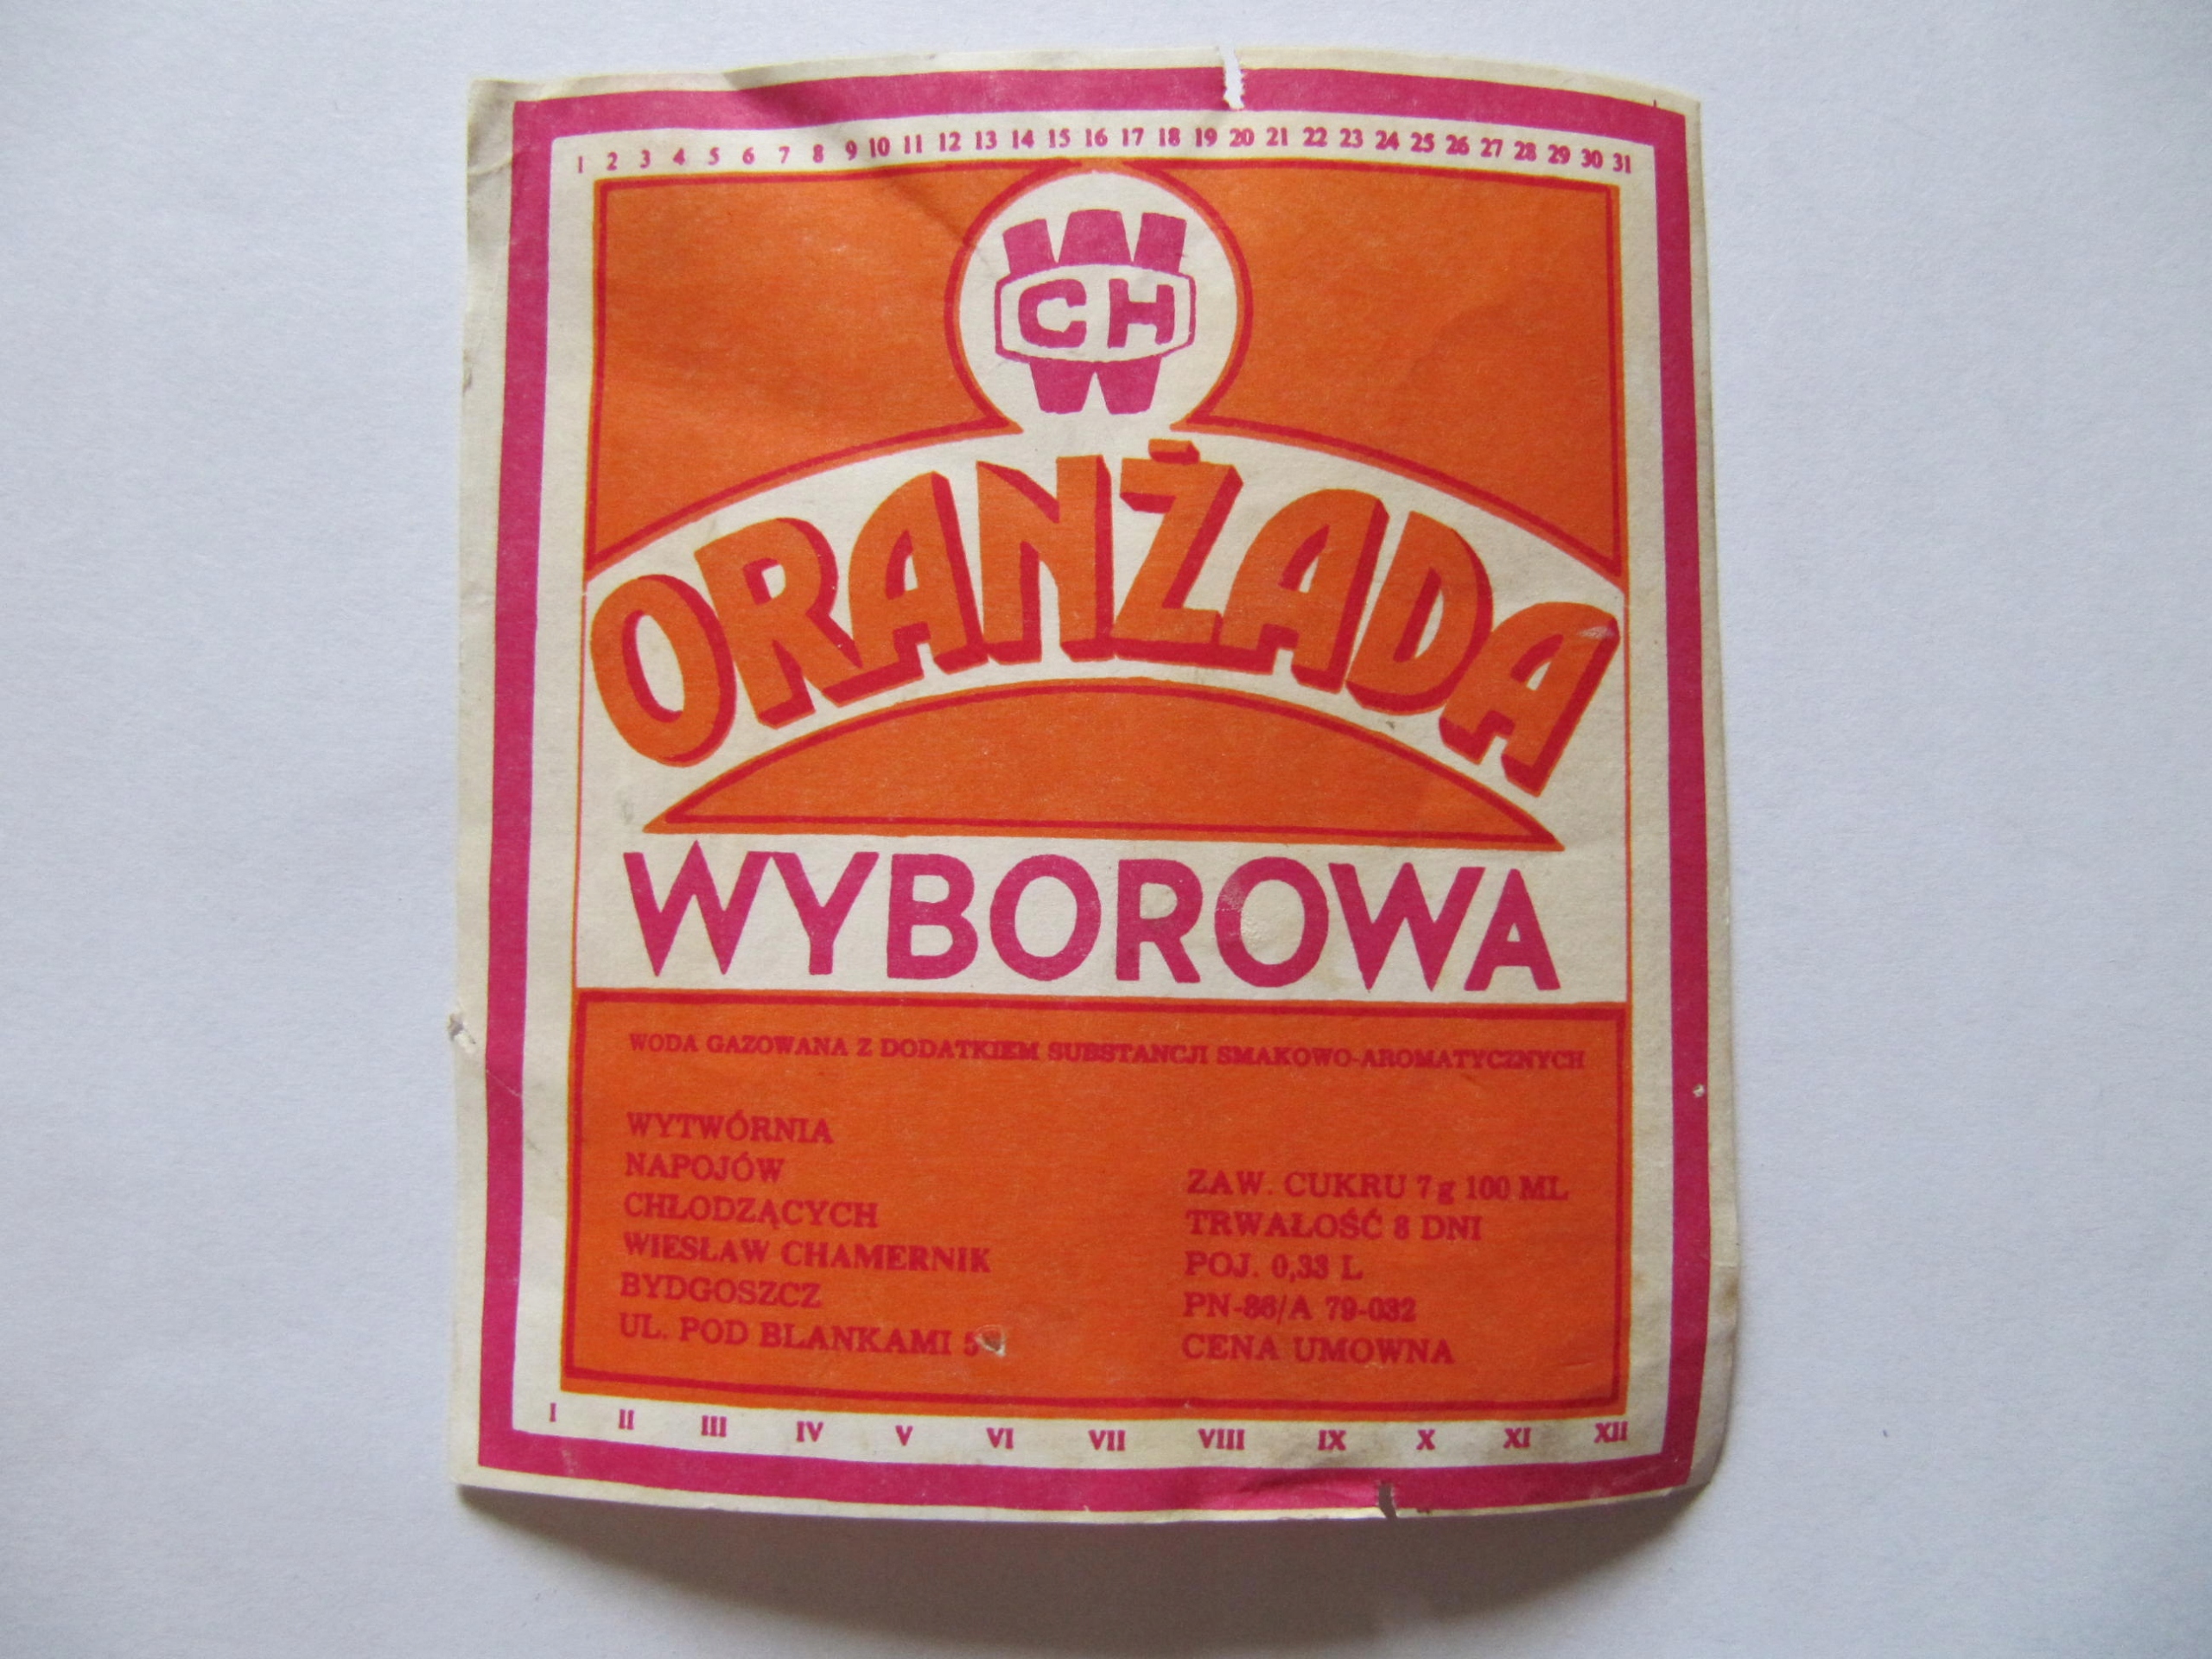 1 2 3 4 5 6 7 8 9 10 11 12 13 14 15 16 17 18 19 20 21 22 23 24 25 26 27 28 29 30 31
W
CH
W
ORANŻADA
WYBOROWA
WODA GAZOWANA Z DODATKIEM SUBSTANCJI SMAKOWO-AROMATYCZNYCH
WYTWÓRNIA
NAPOJÓW
CHŁODZĄCYCH
WIESŁAW CHAMERNIK
BYDGOSZCZ
UL. POD BLANKAMI 5
ZAW. CUKRU 7 g 100 ML
TRWAŁOŚĆ 8 DNI
POJ. 0,33 L
PN-86/A 79-032
CENA UMOWNA
I II III IV V VI VII VIII IX X XI XII